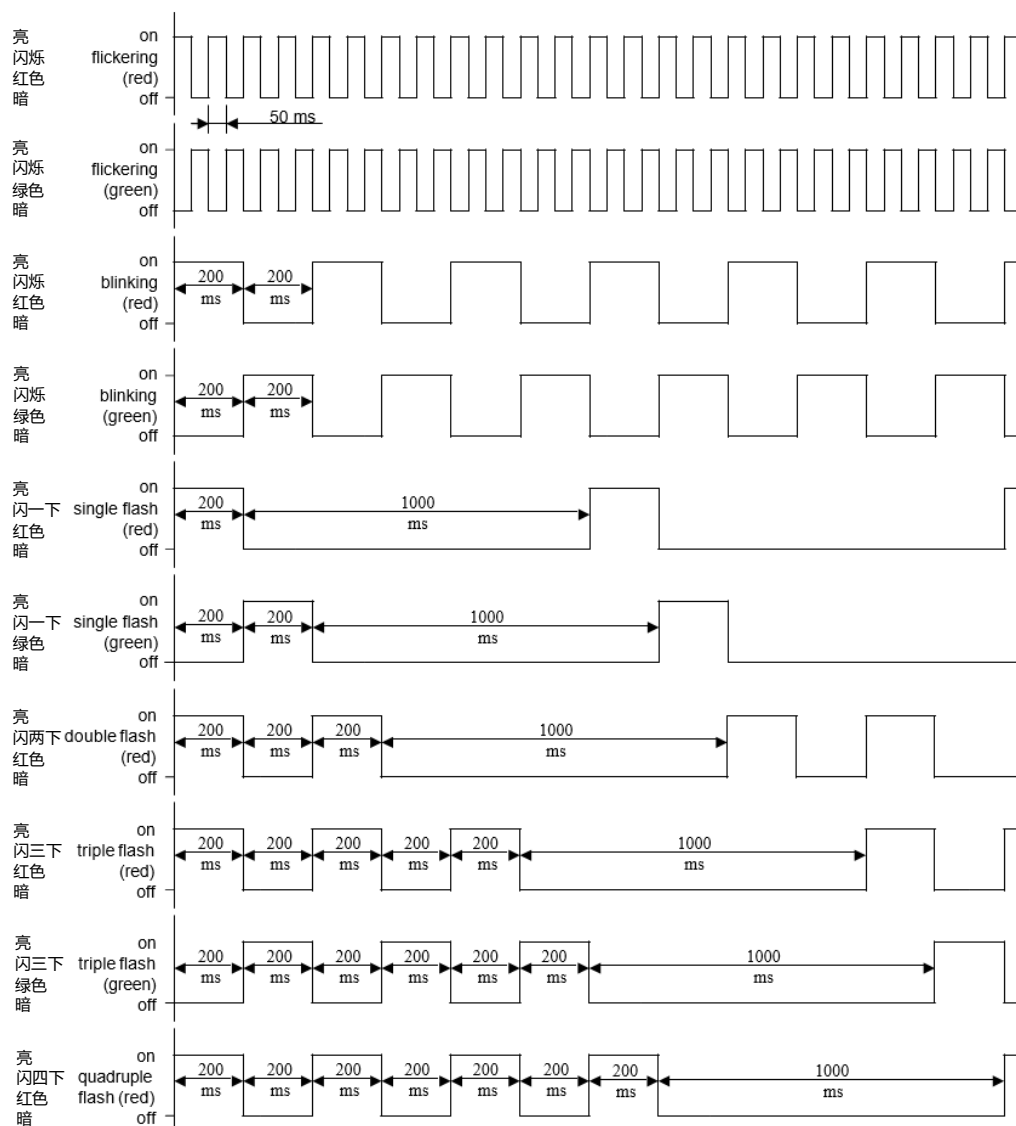 亮 on
闪烁 flickering
红色 (red)
暗 off
50 ms
亮 on
闪烁 flickering
绿色 (green)
暗 off
亮 on
闪烁 blinking
红色 (red)
暗 off
200 ms 200 ms
亮 on
闪烁 blinking
绿色 (green)
暗 off
200 ms 200 ms
亮 on
闪一下 single flash
红色 (red)
暗 off
200 ms 1000 ms
亮 on
闪一下 single flash
绿色 (green)
暗 off
200 ms 200 ms 1000 ms
亮 on
闪两下 double flash
红色 (red)
暗 off
200 ms 200 ms 200 ms 1000 ms
亮 on
闪三下 triple flash
红色 (red)
暗 off
200 ms 200 ms 200 ms 200 ms 200 ms 1000 ms
亮 on
闪三下 triple flash
绿色 (green)
暗 off
200 ms 200 ms 200 ms 200 ms 200 ms 200 ms 1000 ms
亮 on
闪四下 quadruple
红色 flash (red)
暗 off
200 ms 200 ms 200 ms 200 ms 200 ms 200 ms 200 ms 1000 ms